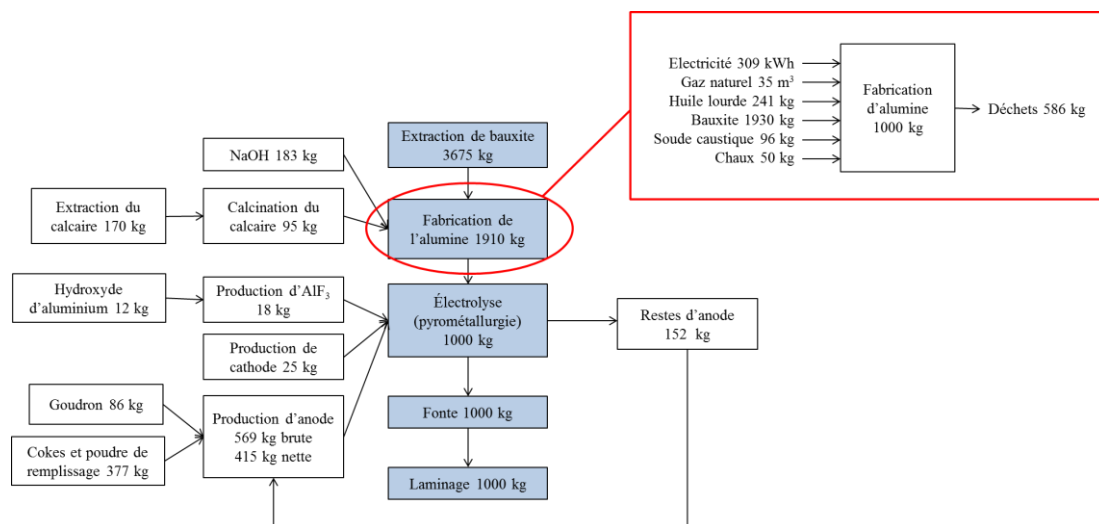 Electricité 309 kWh
Gaz naturel 35 m³
Huile lourde 241 kg
Bauxite 1930 kg
Soude caustique 96 kg
Chaux 50 kg
Fabrication
d’alumine
1000 kg
Déchets 586 kg
Extraction de bauxite
3675 kg
NaOH 183 kg
Extraction du
calcaire 170 kg
Calcination du
calcaire 95 kg
Fabrication de
l’alumine 1910 kg
Hydroxyde
d’aluminium 12 kg
Production d’AlF₃
18 kg
Électrolyse
(pyrométallurgie)
1000 kg
Restes d’anode
152 kg
Production de
cathode 25 kg
Goudron 86 kg
Cokes et poudre de
remplissage 377 kg
Production d’anode
569 kg brute
415 kg nette
Fonte 1000 kg
Laminage 1000 kg